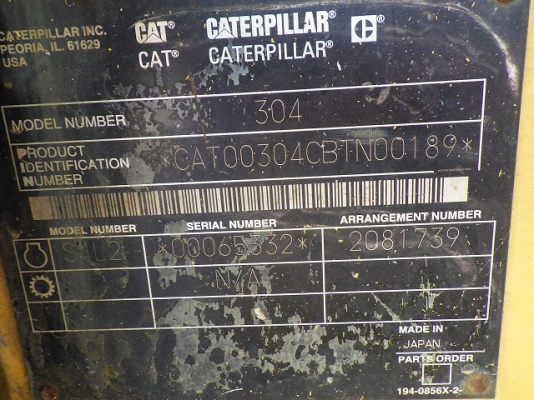 CATERPILLAR INC.
PEORIA, IL 61629
USA
CAT® CATERPILLAR®
CAT® CATERPILLAR®
MODEL NUMBER 304
PRODUCT
IDENTIFICATION
NUMBER *CAT00304CBTN00189*
MODEL NUMBER SERIAL NUMBER ARRANGEMENT NUMBER
*00065332* 2081739
N/A
MADE IN
JAPAN
PARTS ORDER
194-0856X-2